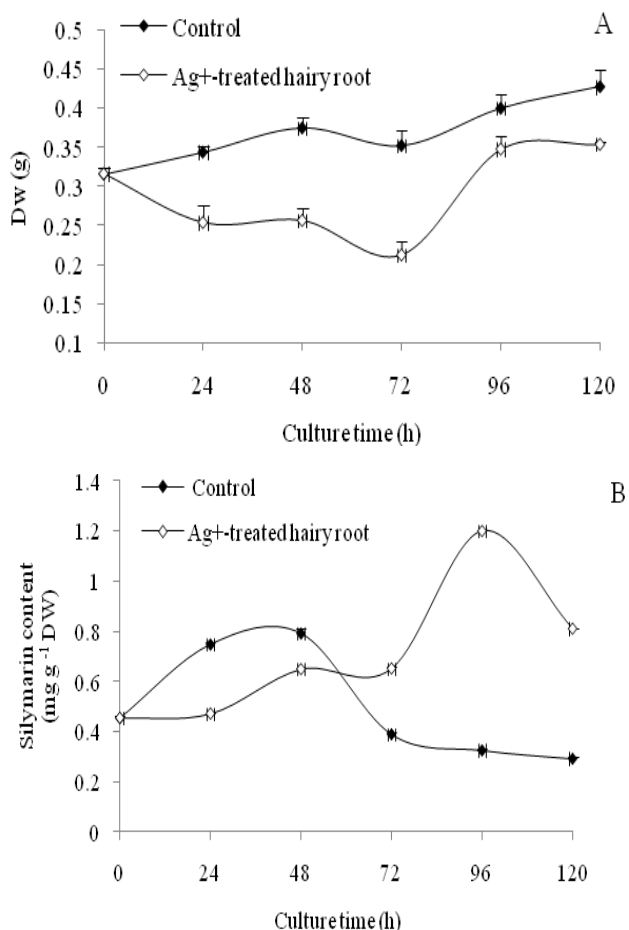 A
Control
Ag+-treated hairy root
0.5
0.45
0.4
0.35
0.3
0.25
0.2
0.15
0.1
Dw (g)
0 24 48 72 96 120
Culture time (h)
B
Control
Ag+-treated hairy root
1.4
1.2
1
0.8
0.6
0.4
0.2
0
Silymarin content
(mg g⁻¹ DW)
0 24 48 72 96 120
Culture time (h)